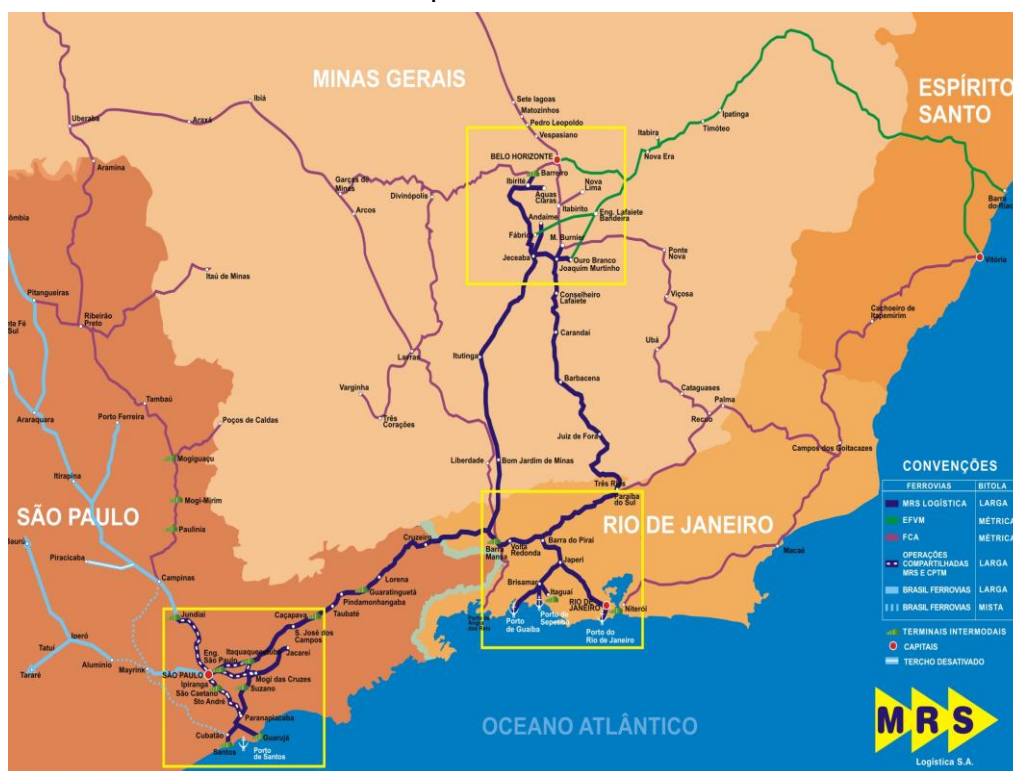 MINAS GERAIS
ESPÍRITO
SANTO
Sete lagoas
Matozinhos
Pedro Leopoldo
Vespasiano
BELO HORIZONTE
Barreiro
Ibirité
Nova
Lima
Águas
Claras
Itabirito
Andaime
Eng. Lafaiete
Bandeira
Fábrica
M. Burnier
Jeceaba
Ouro Branco
Joaquim Murtinho
Conselheiro
Lafaiete
Carandaí
Barbacena
Juiz de Fora
Três Rios
Paraíba
do Sul
Ibiá
Araxá
Uberaba
Aramina
Garças de
Minas
Divinópolis
Arcos
Itabira
Nova Era
Ipatinga
Timóteo
Barra
Vitória
Ponte
Nova
Viçosa
Cachoeiro de
Itapemirim
Ubá
Cataguases
Palma
Recreo
Campos dos Goitacazes
Macaé
Itaú de Minas
Pitangueiras
Ribeirão
Preto
Lavras
Itutinga
Varginha
Três
Corações
Tambaú
Porto Ferreira
Poços de Caldas
Araraquara
Mogiguaçu
Itirapina
Mogi-Mirim
Paulínia
Liberdade
Bom Jardim de Minas
SÃO PAULO
RIO DE JANEIRO
Piracicaba
Campinas
Cruzeiro
Barra
Mansa
Volta
Redonda
Barra do Piraí
Japeri
Brisamar
Itaguaí
RIO DE
JANEIRO
Niterói
Porto
de Guaíba
Porto de
Sepetiba
Porto do
Rio de Janeiro
Lorena
Guaratinguetá
Pindamonhangaba
Taubaté
Caçapava
S. José dos
Campos
Jacareí
Jundiaí
Itaquaquecetuba
Eng.
São Paulo
SÃO PAULO
Mogi das Cruzes
Ipiranga
São Caetano
Sto André
Suzano
Paranapiacaba
Cubatão
Santos
Guarujá
Porto
de Santos
Iperó
Tatuí
Tararé
Alumínio
Mayrink
OCEANO ATLÂNTICO
CONVENÇÕES
FERROVIAS BITOLA
MRS LOGÍSTICA LARGA
EFVM MÉTRICA
FCA MÉTRICA
OPERAÇÕES
COMPARTILHADAS
MRS E CPTM LARGA
BRASIL FERROVIAS LARGA
BRASIL FERROVIAS MISTA
TERMINAIS INTERMODAIS
CAPITAIS
TERCHO DESATIVADO
MRS
Logística S.A.